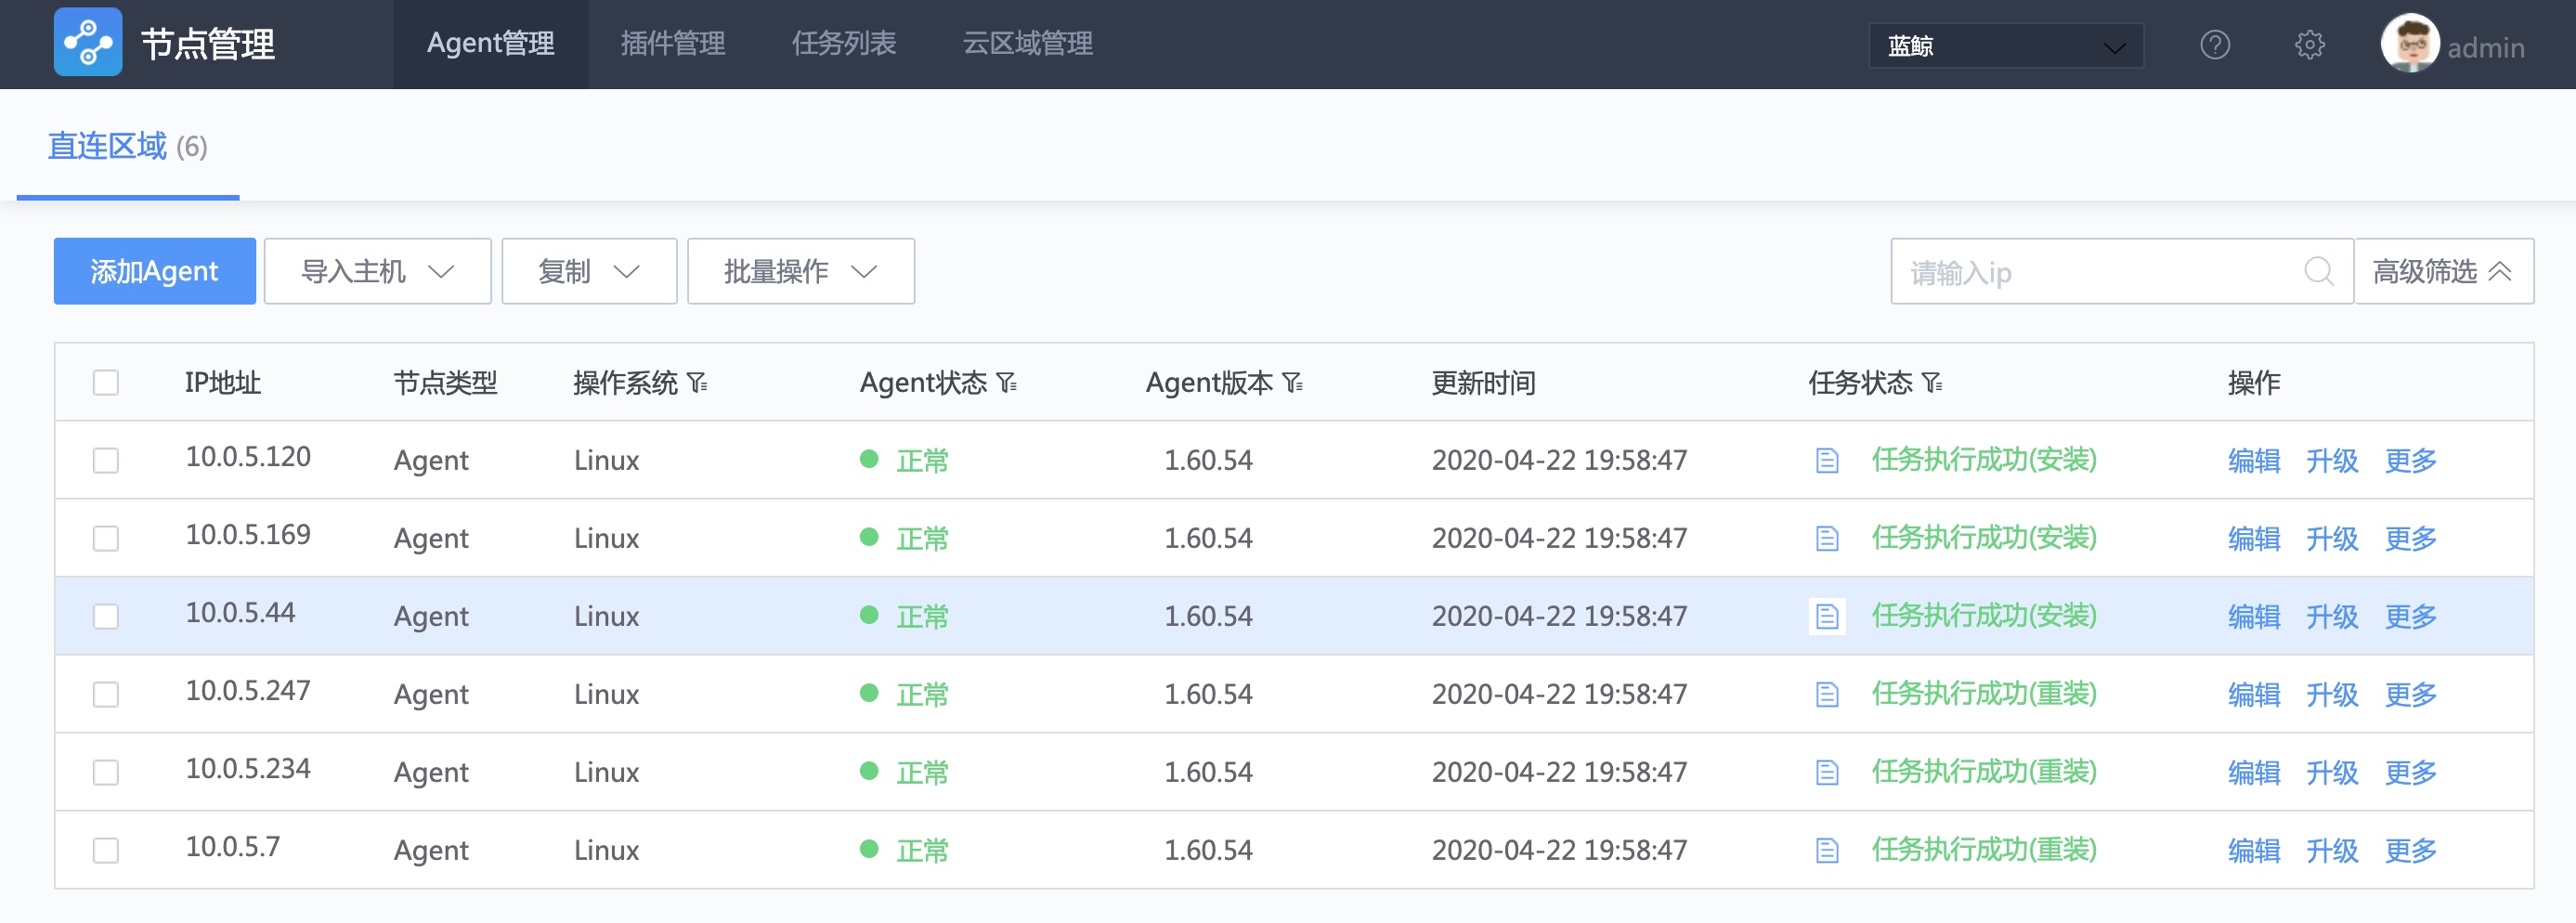 节点管理 Agent管理 插件管理 任务列表 云区域管理 蓝鲸 admin
直连区域 (6)
添加Agent 导入主机 复制 批量操作 请输入ip 高级筛选
IP地址 节点类型 操作系统 Agent状态 Agent版本 更新时间 任务状态 操作
10.0.5.120 Agent Linux 正常 1.60.54 2020-04-22 19:58:47 任务执行成功(安装) 编辑 升级 更多
10.0.5.169 Agent Linux 正常 1.60.54 2020-04-22 19:58:47 任务执行成功(安装) 编辑 升级 更多
10.0.5.44 Agent Linux 正常 1.60.54 2020-04-22 19:58:47 任务执行成功(安装) 编辑 升级 更多
10.0.5.247 Agent Linux 正常 1.60.54 2020-04-22 19:58:47 任务执行成功(重装) 编辑 升级 更多
10.0.5.234 Agent Linux 正常 1.60.54 2020-04-22 19:58:47 任务执行成功(重装) 编辑 升级 更多
10.0.5.7 Agent Linux 正常 1.60.54 2020-04-22 19:58:47 任务执行成功(重装) 编辑 升级 更多